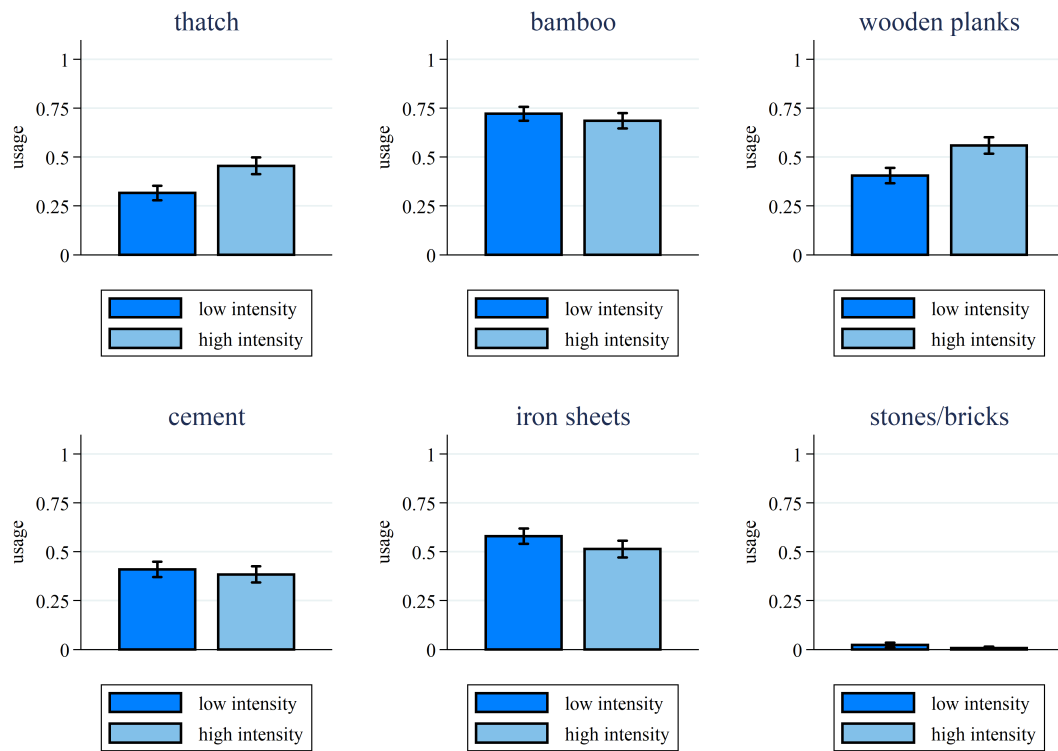 thatch
usage
1
0.75
0.5
0.25
0
low intensity
high intensity
bamboo
usage
1
0.75
0.5
0.25
0
low intensity
high intensity
wooden planks
usage
1
0.75
0.5
0.25
0
low intensity
high intensity
cement
usage
1
0.75
0.5
0.25
0
low intensity
high intensity
iron sheets
usage
1
0.75
0.5
0.25
0
low intensity
high intensity
stones/bricks
usage
1
0.75
0.5
0.25
0
low intensity
high intensity